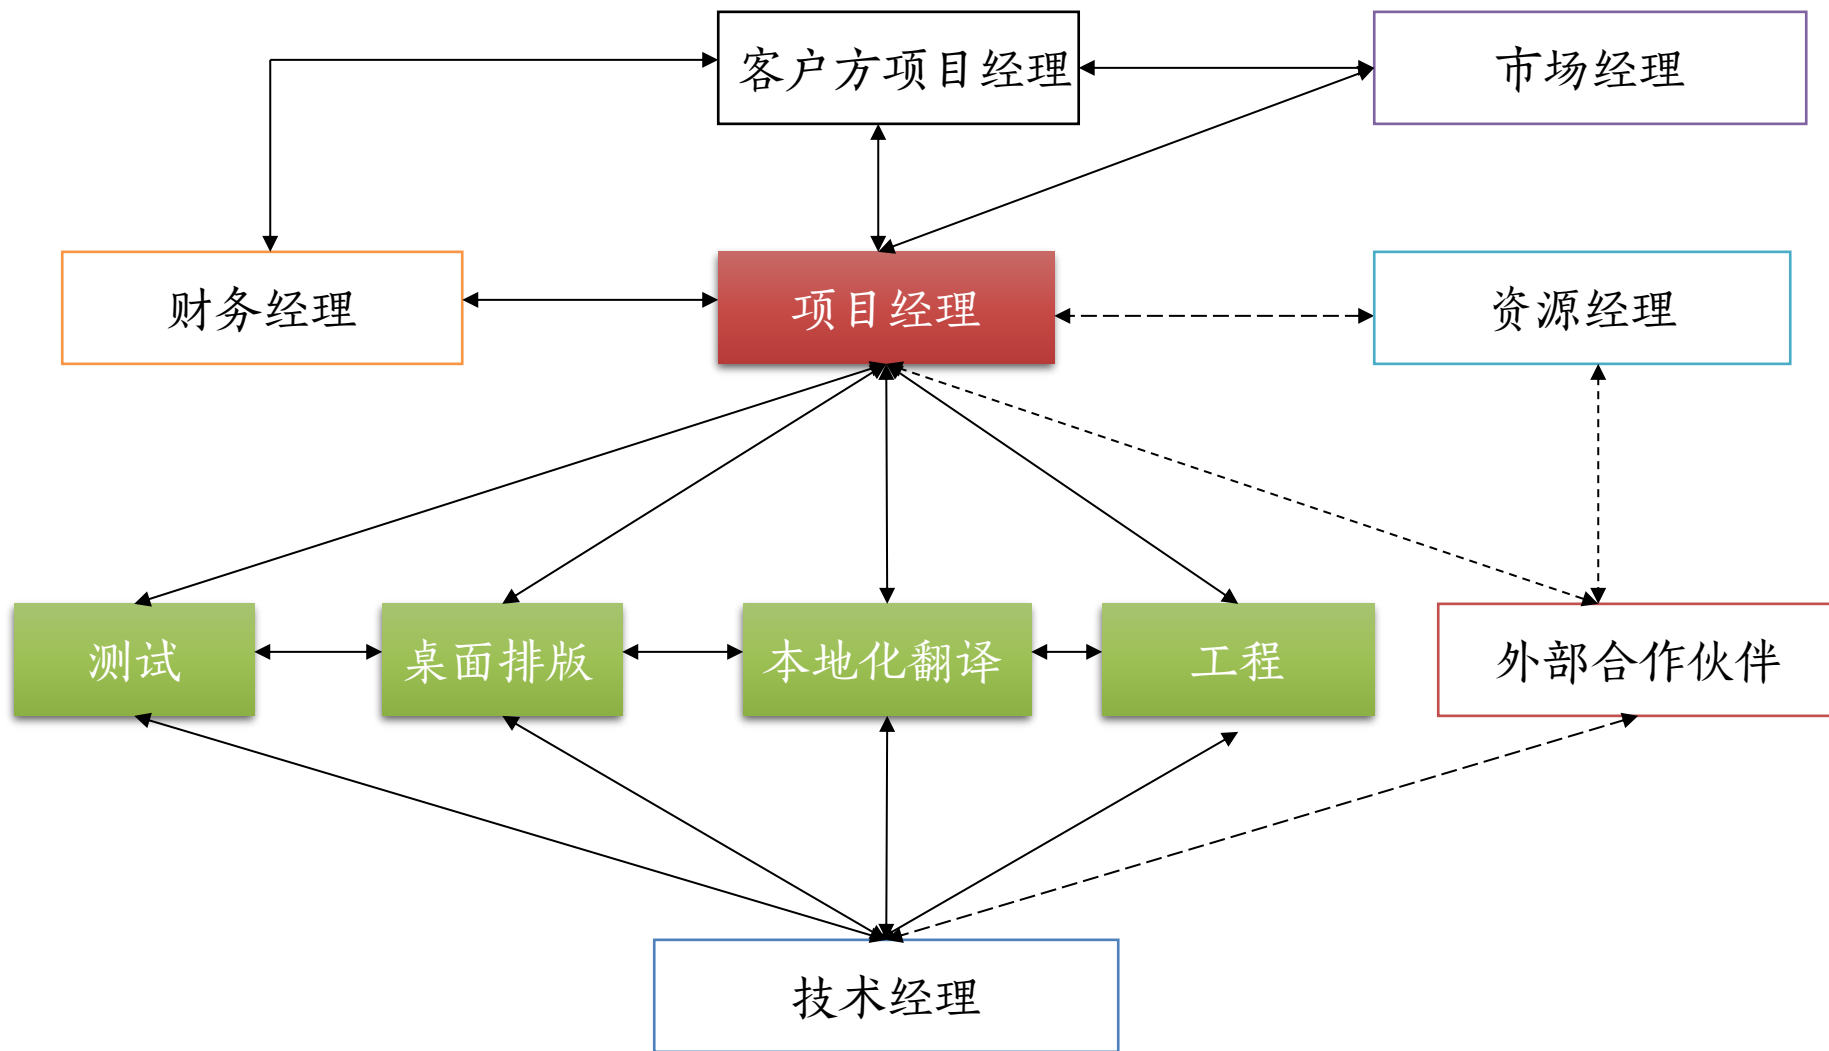 客户方项目经理
市场经理
财务经理
项目经理
资源经理
测试
桌面排版
本地化翻译
工程
外部合作伙伴
技术经理